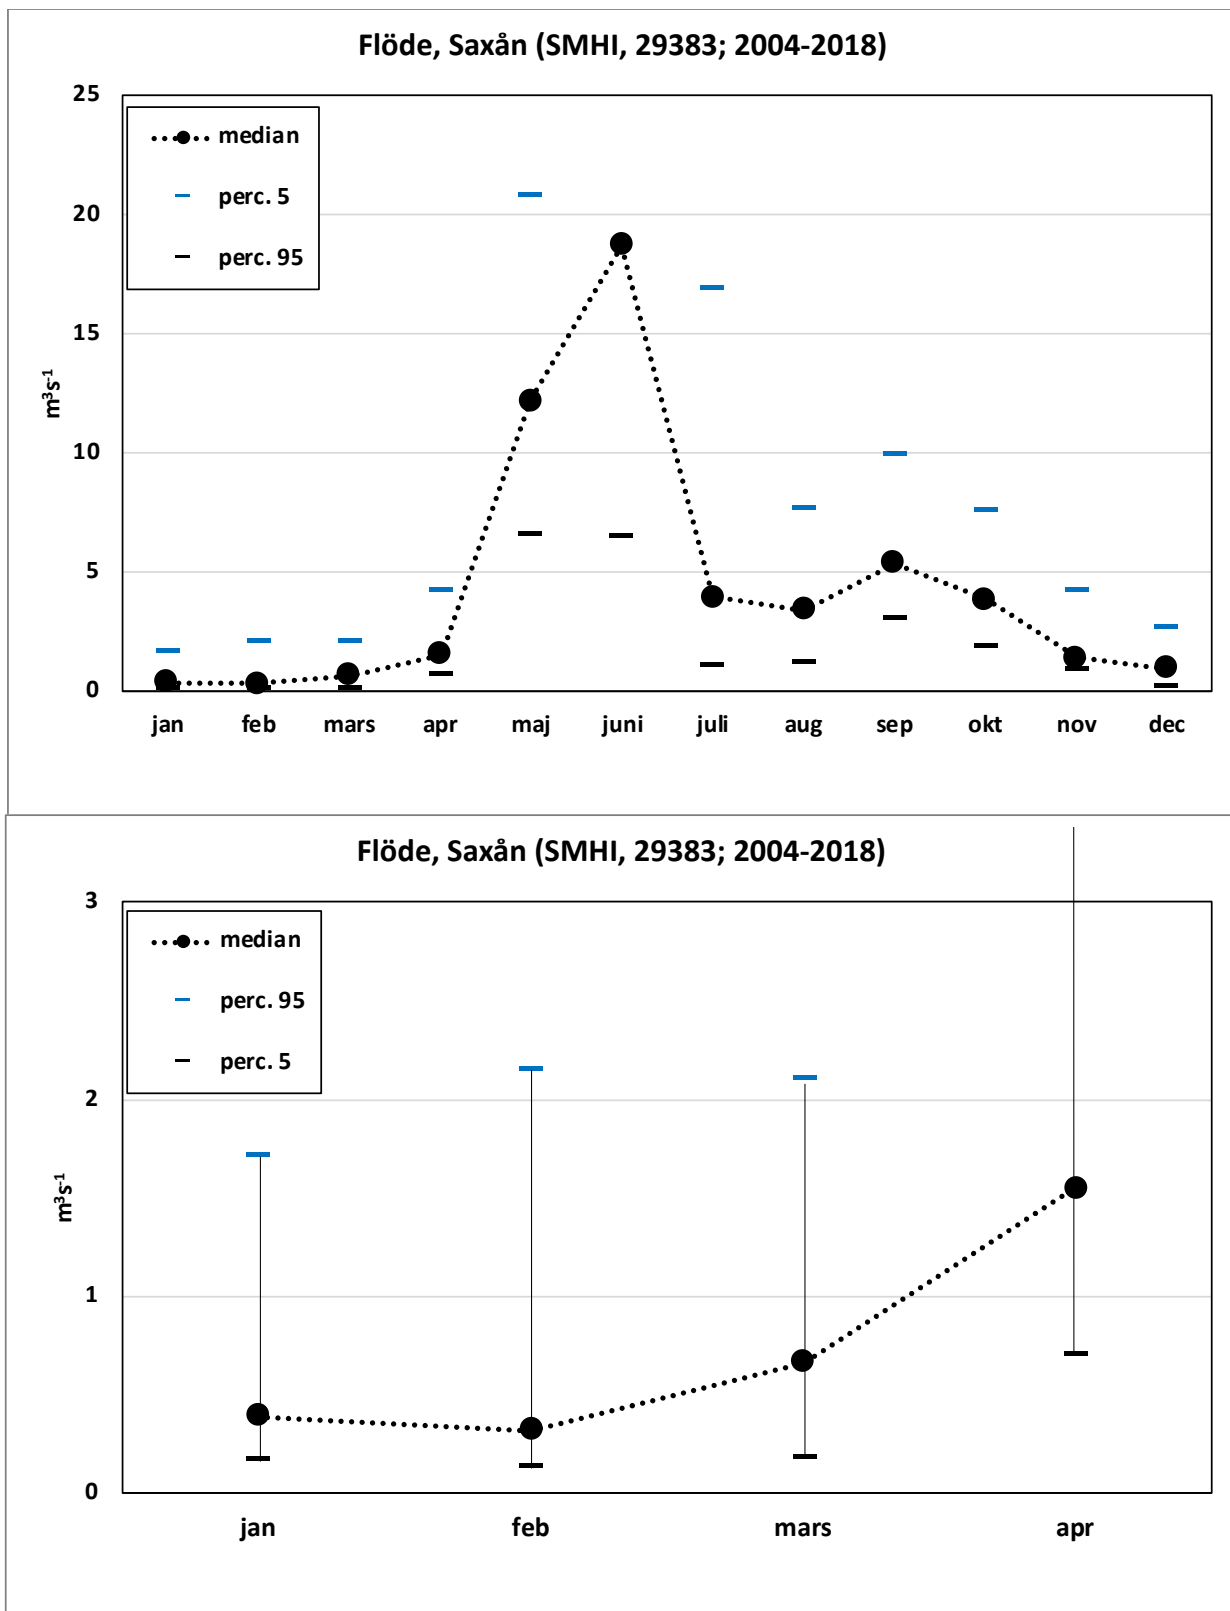 Flöde, Saxån (SMHI, 29383; 2004-2018)
25
median
perc. 5
20
perc. 95
15
m³s⁻¹
10
5
0
jan feb mars apr maj juni juli aug sep okt nov dec
Flöde, Saxån (SMHI, 29383; 2004-2018)
3
median
perc. 95
perc. 5
2
m³s⁻¹
1
0
jan feb mars apr